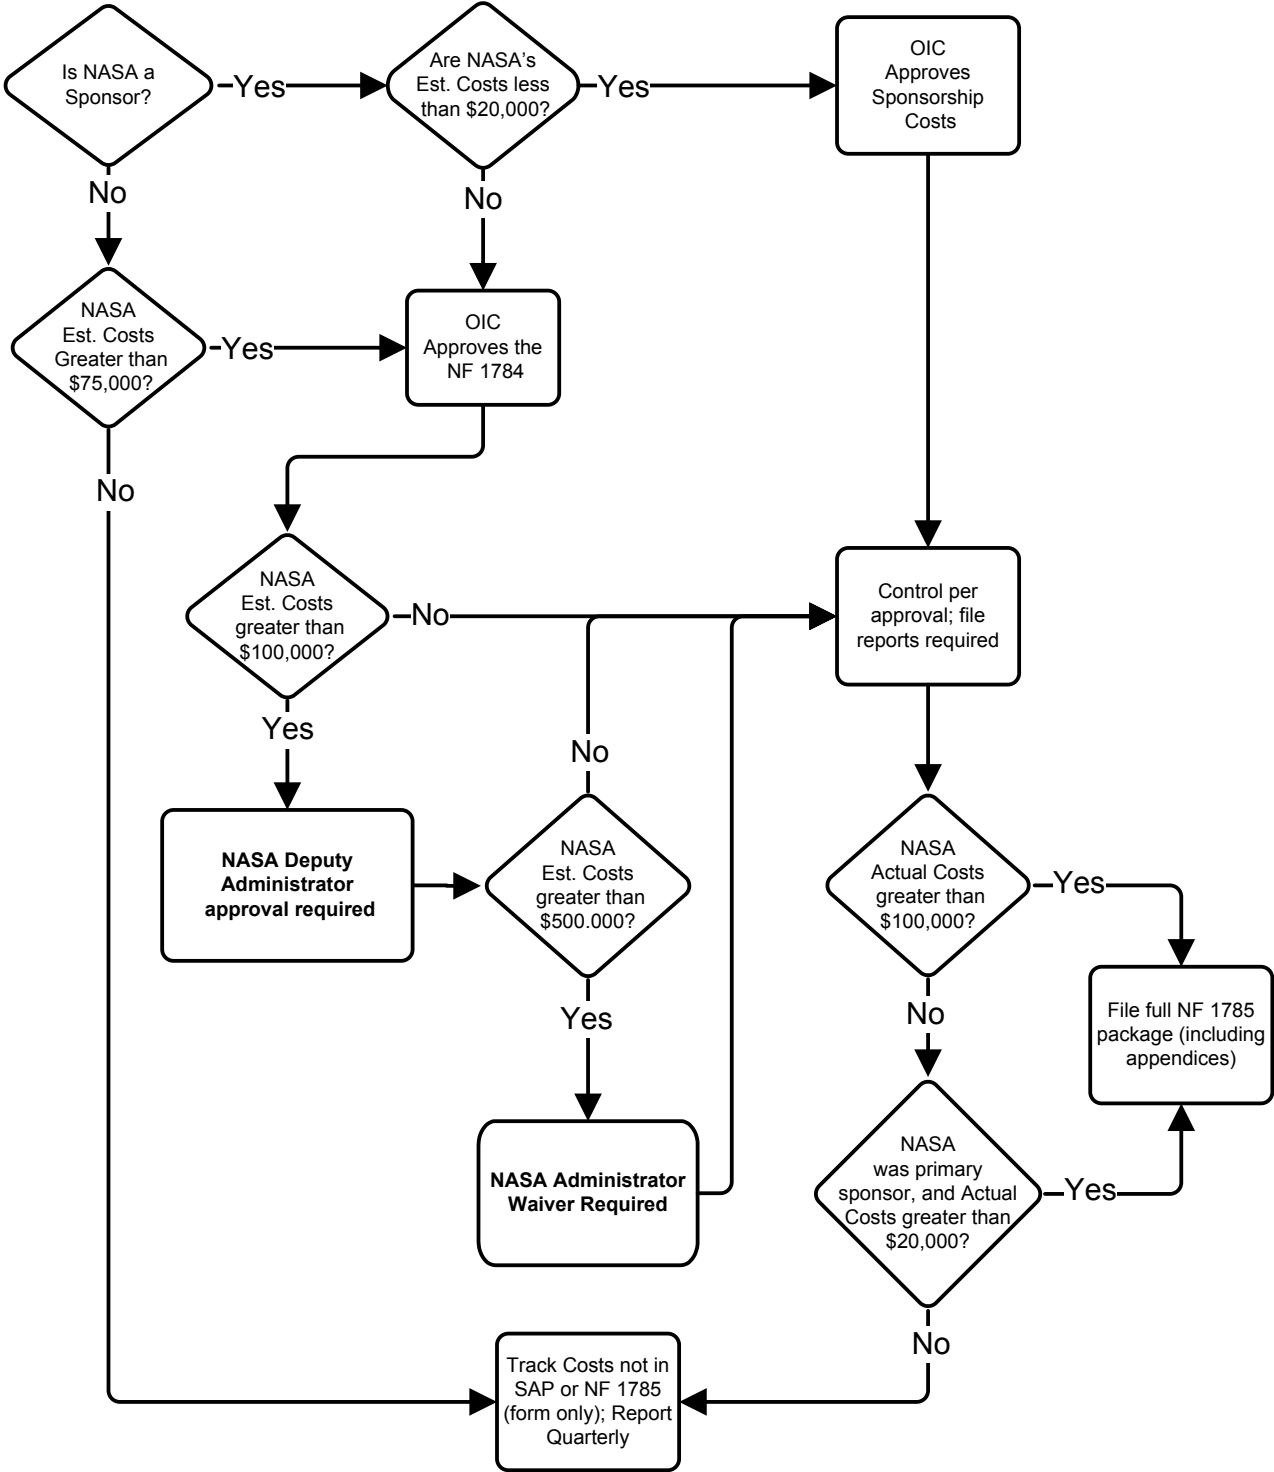 Is NASA a
Sponsor?
Yes
Are NASA's
Est. Costs less
than $20,000?
Yes
OIC
Approves
Sponsorship
Costs
No
No
NASA
Est. Costs
Greater than
$75,000?
Yes
OIC
Approves the
NF 1784
No
NASA
Est. Costs
greater than
$100,000?
No
Control per
approval; file
reports required
Yes
No
NASA Deputy
Administrator
approval required
NASA
Est. Costs
greater than
$500.000?
NASA
Actual Costs
greater than
$100,000?
Yes
Yes
No
File full NF 1785
package (including
appendices)
NASA Administrator
Waiver Required
NASA
was primary
sponsor, and Actual
Costs greater than
$20,000?
Yes
No
Track Costs not in
SAP or NF 1785
(form only); Report
Quarterly